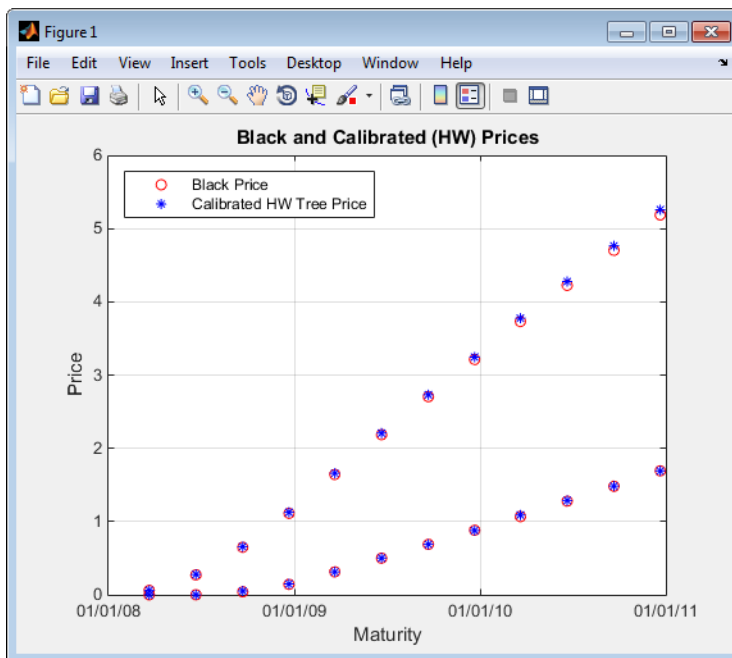 Figure 1
File Edit View Insert Tools Desktop Window Help
Black and Calibrated (HW) Prices
Black Price
Calibrated HW Tree Price
6
5
4
3
2
1
0
Price
01/01/08 01/01/09 01/01/10 01/01/11
Maturity